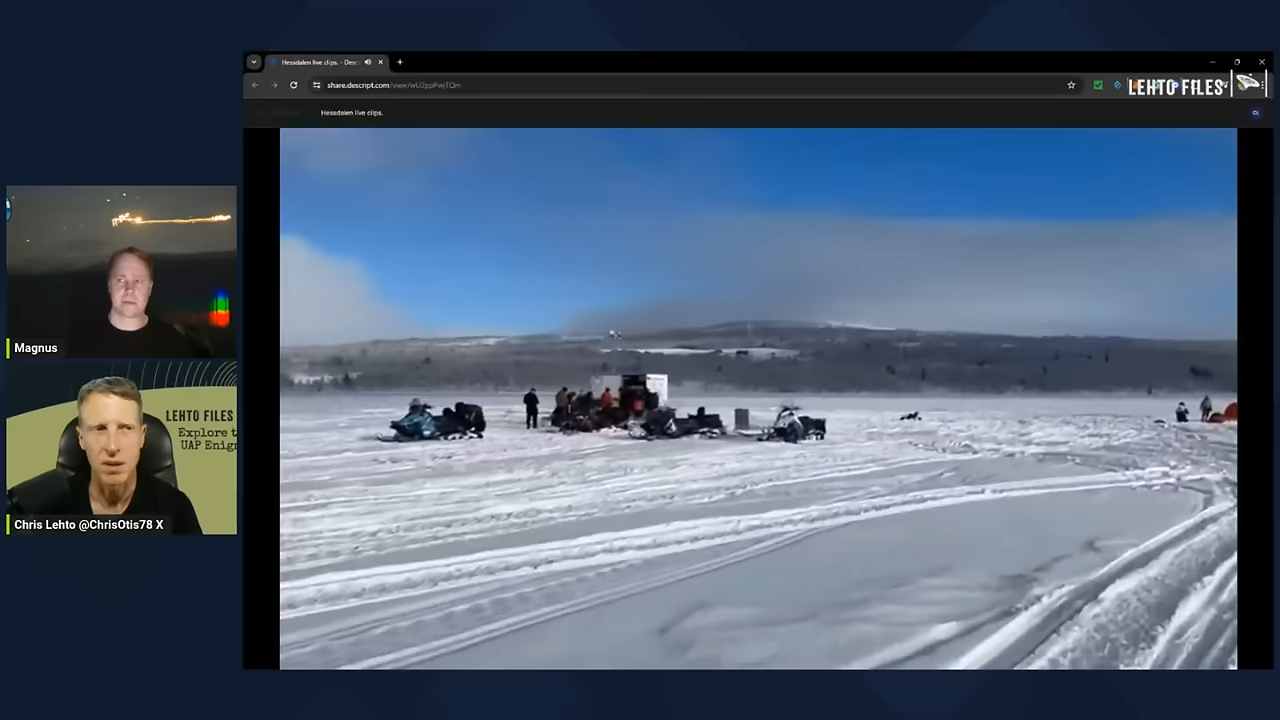 Hessdalen live clips. – Desc
share.descript.com/view/wU2ppPwjTQm
LEHTO FILES
Hessdalen live clips.
CL
Magnus
LEHTO FILES
Explore t
UAP Enig
Chris Lehto @ChrisOtis78 X